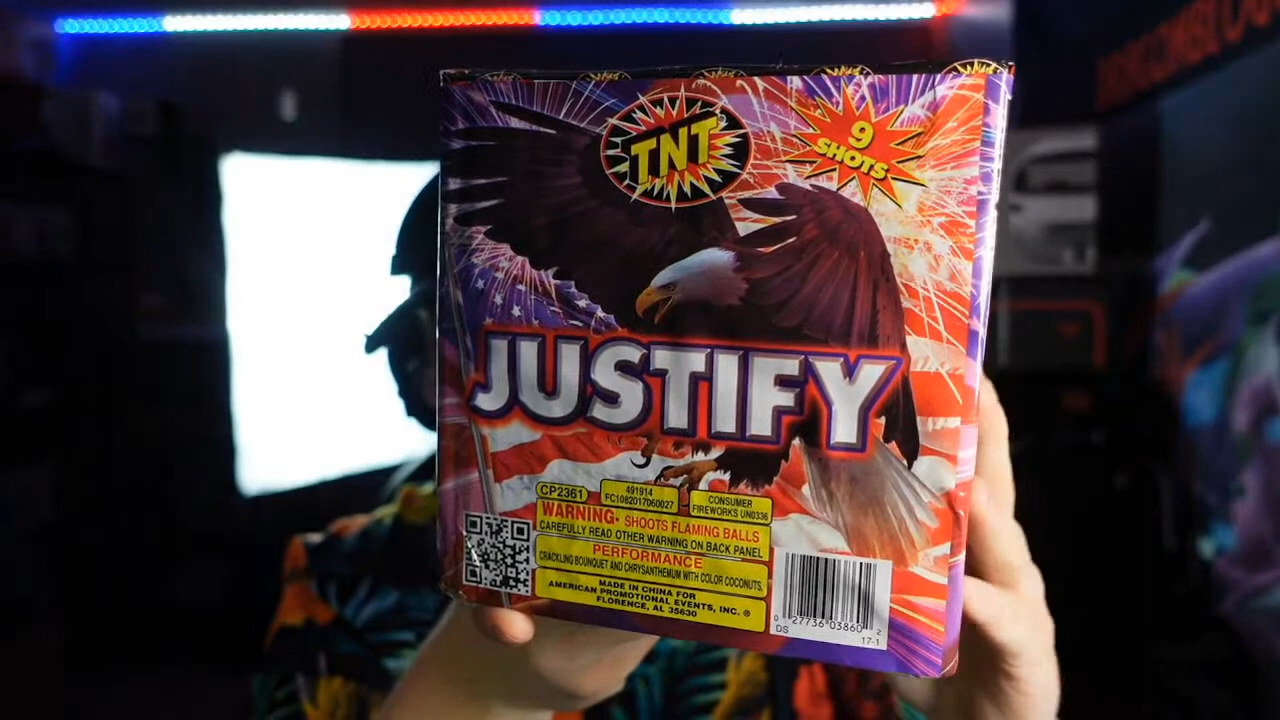 TNT
9
SHOTS
JUSTIFY
CP2361
491914
FC1082017060027
CONSUMER
FIREWORKS UN0336
WARNING- SHOOTS FLAMING BALLS
CAREFULLY READ OTHER WARNING ON BACK PANEL
PERFORMANCE
CRACKLING BOUNQUET AND CHRYSANTHEMUM WITH COLOR COCONUTS.
MADE IN CHINA FOR
AMERICAN PROMOTIONAL EVENTS, INC. ®
FLORENCE, AL 35630
0 27736 03860 2
DS
17-1